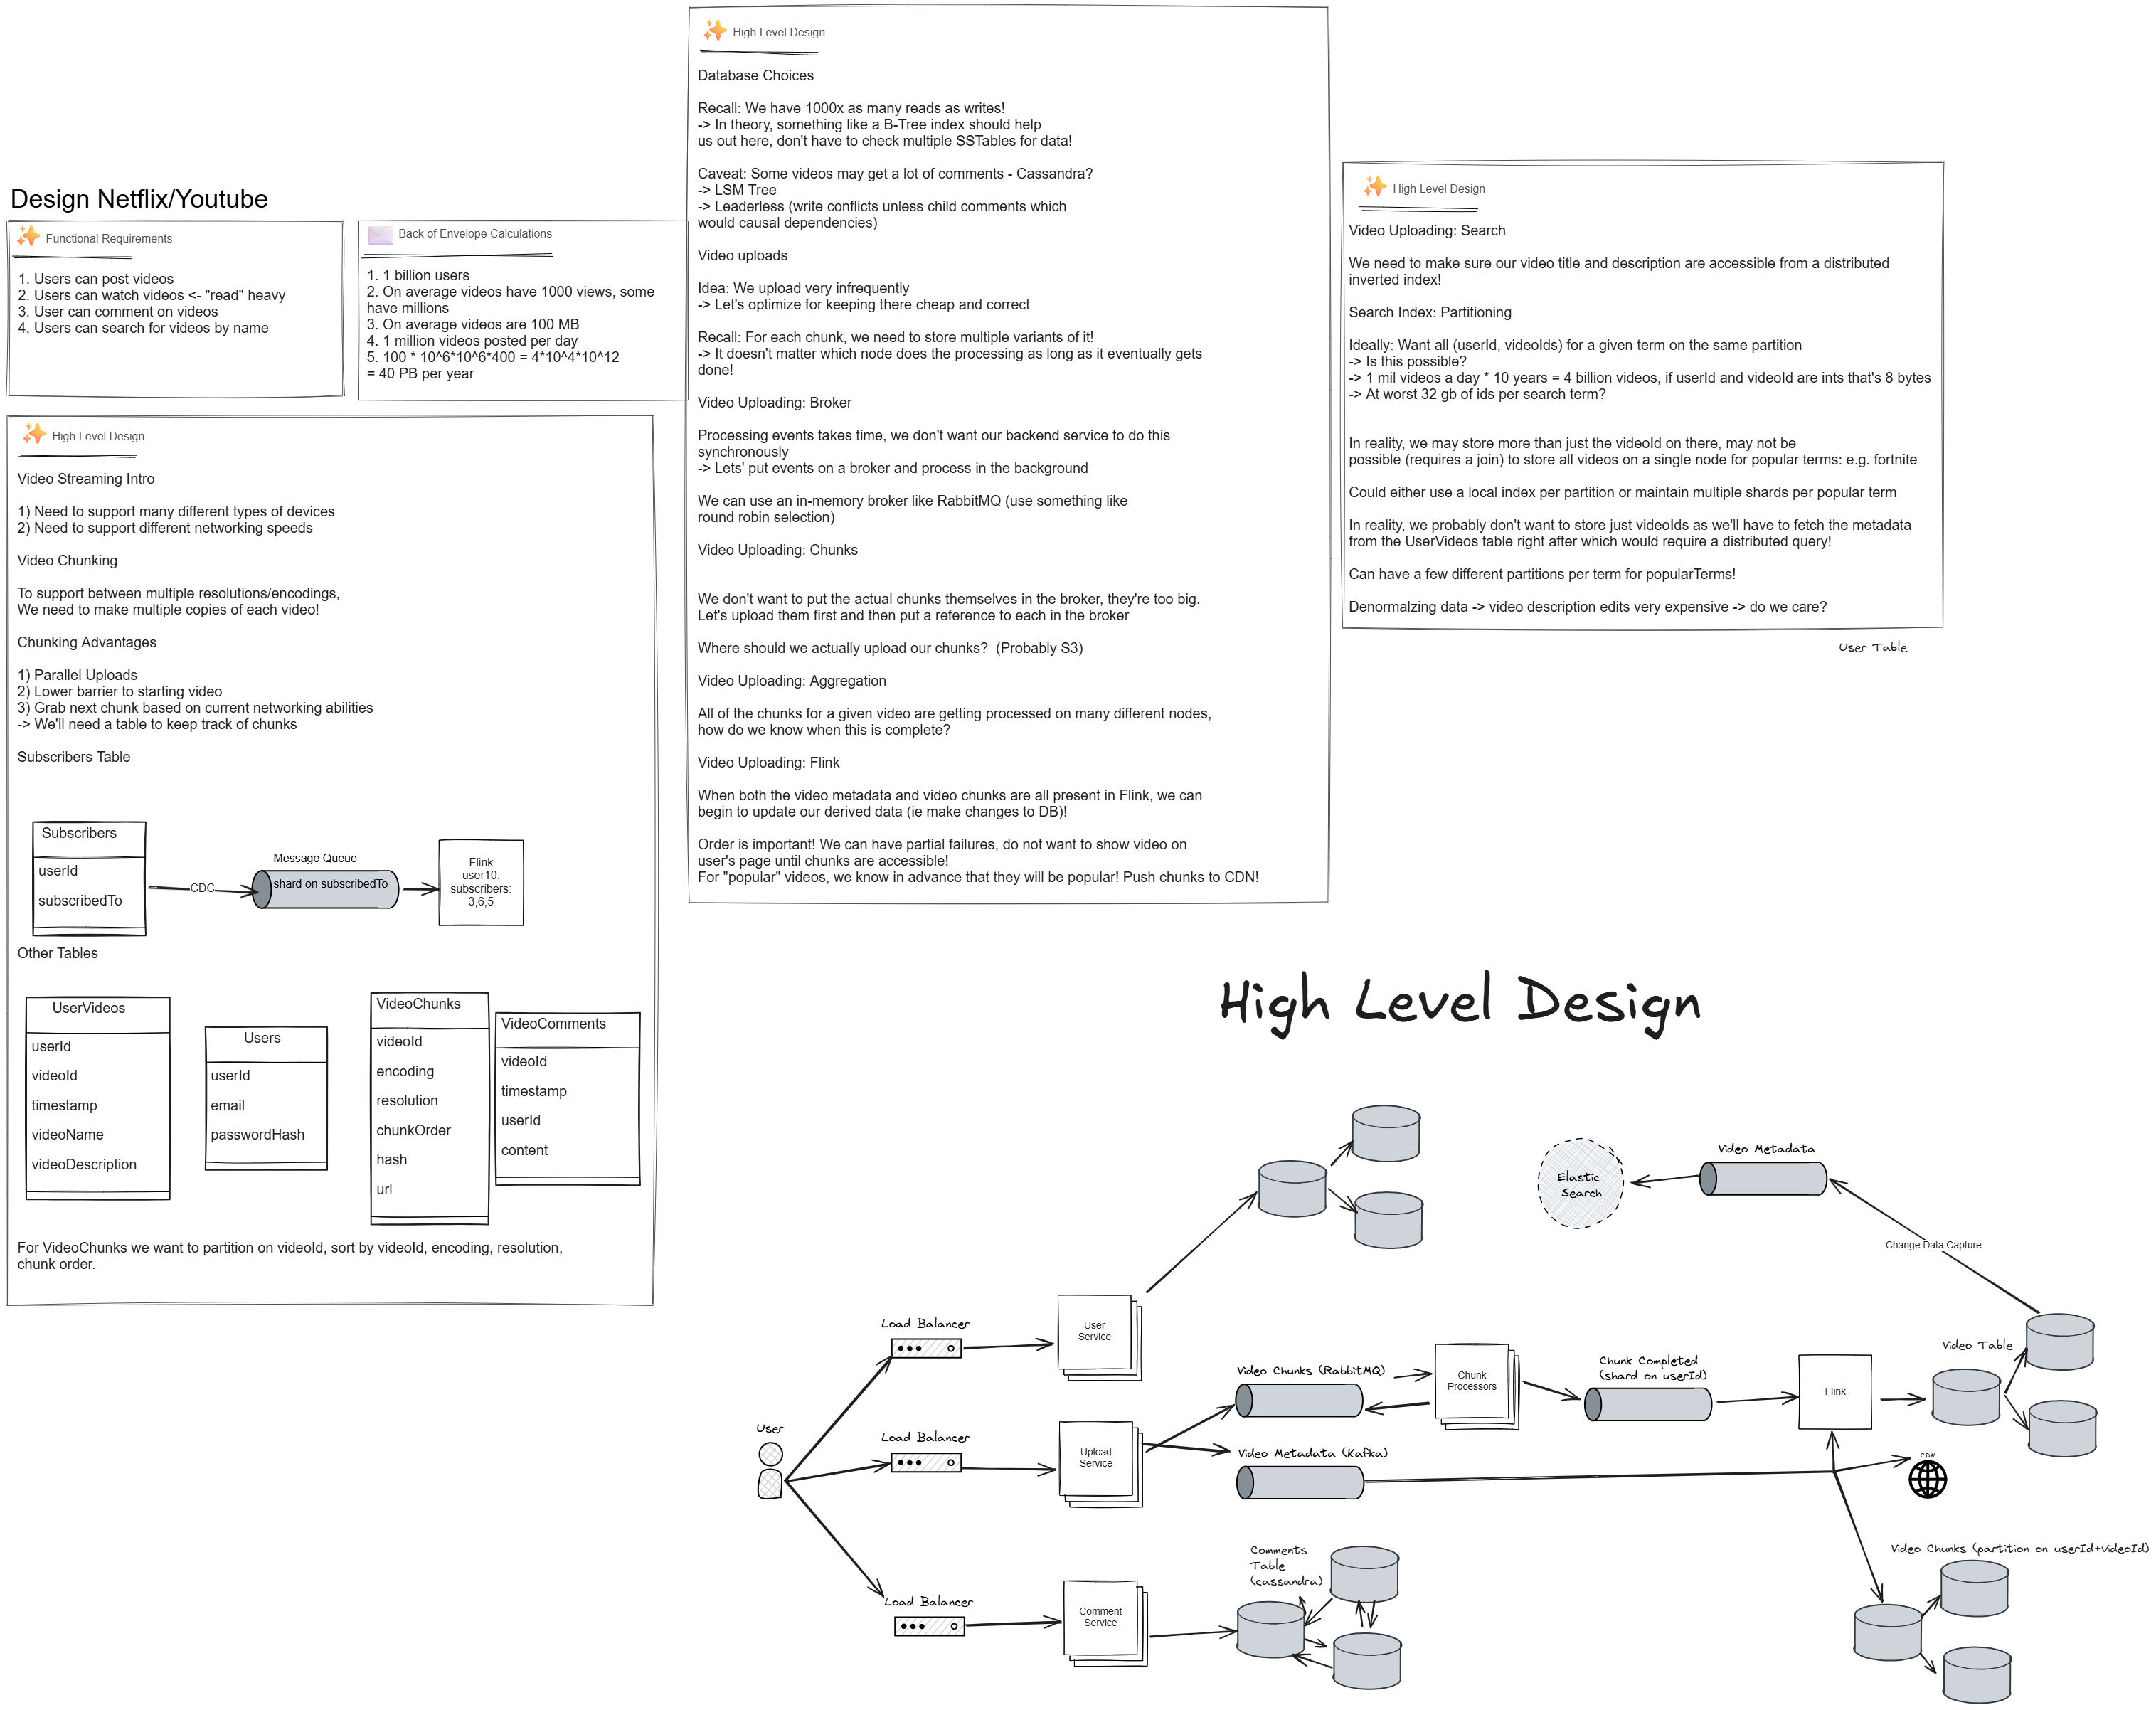 Design Netflix/Youtube
Functional Requirements
1. Users can post videos
2. Users can watch videos <- "read" heavy
3. User can comment on videos
4. Users can search for videos by name
Back of Envelope Calculations
1. 1 billion users
2. On average videos have 1000 views, some
have millions
3. On average videos are 100 MB
4. 1 million videos posted per day
5. 100 * 10^6*10^6*400 = 4*10^4*10^12
= 40 PB per year
High Level Design
Video Streaming Intro
1) Need to support many different types of devices
2) Need to support different networking speeds
Video Chunking
To support between multiple resolutions/encodings,
We need to make multiple copies of each video!
Chunking Advantages
1) Parallel Uploads
2) Lower barrier to starting video
3) Grab next chunk based on current networking abilities
-> We'll need a table to keep track of chunks
Subscribers Table
Subscribers
userId
subscribedTo
CDC
Message Queue
shard on subscribedTo
Flink
user10:
subscribers:
3,6,5
Other Tables
UserVideos
userId
videoId
timestamp
videoName
videoDescription
Users
userId
email
passwordHash
VideoChunks
videoId
encoding
resolution
chunkOrder
hash
url
VideoComments
videoId
timestamp
userId
content
For VideoChunks we want to partition on videoId, sort by videoId, encoding, resolution,
chunk order.
High Level Design
Database Choices
Recall: We have 1000x as many reads as writes!
-> In theory, something like a B-Tree index should help
us out here, don't have to check multiple SSTables for data!
Caveat: Some videos may get a lot of comments - Cassandra?
-> LSM Tree
-> Leaderless (write conflicts unless child comments which
would causal dependencies)
Video uploads
Idea: We upload very infrequently
-> Let's optimize for keeping there cheap and correct
Recall: For each chunk, we need to store multiple variants of it!
-> It doesn't matter which node does the processing as long as it eventually gets
done!
Video Uploading: Broker
Processing events takes time, we don't want our backend service to do this
synchronously
-> Lets' put events on a broker and process in the background
We can use an in-memory broker like RabbitMQ (use something like
round robin selection)
Video Uploading: Chunks
We don't want to put the actual chunks themselves in the broker, they're too big.
Let's upload them first and then put a reference to each in the broker
Where should we actually upload our chunks?  (Probably S3)
Video Uploading: Aggregation
All of the chunks for a given video are getting processed on many different nodes,
how do we know when this is complete?
Video Uploading: Flink
When both the video metadata and video chunks are all present in Flink, we can
begin to update our derived data (ie make changes to DB)!
Order is important! We can have partial failures, do not want to show video on
user's page until chunks are accessible!
For "popular" videos, we know in advance that they will be popular! Push chunks to CDN!
High Level Design
Video Uploading: Search
We need to make sure our video title and description are accessible from a distributed
inverted index!
Search Index: Partitioning
Ideally: Want all (userId, videoIds) for a given term on the same partition
-> Is this possible?
-> 1 mil videos a day * 10 years = 4 billion videos, if userId and videoId are ints that's 8 bytes
-> At worst 32 gb of ids per search term?
In reality, we may store more than just the videoId on there, may not be
possible (requires a join) to store all videos on a single node for popular terms: e.g. fortnite
Could either use a local index per partition or maintain multiple shards per popular term
In reality, we probably don't want to store just videoIds as we'll have to fetch the metadata
from the UserVideos table right after which would require a distributed query!
Can have a few different partitions per term for popularTerms!
Denormalzing data -> video description edits very expensive -> do we care?
User Table
High Level Design
Elastic
Search
Video Metadata
Change Data Capture
Load Balancer
User
Service
Video Table
Video Chunks (RabbitMQ)
Chunk
Processors
Chunk Completed
(shard on userId)
Flink
User
Load Balancer
Upload
Service
Video Metadata (Kafka)
CDN
Comments
Table
(cassandra)
Video Chunks (partition on userId+videoId)
Load Balancer
Comment
Service